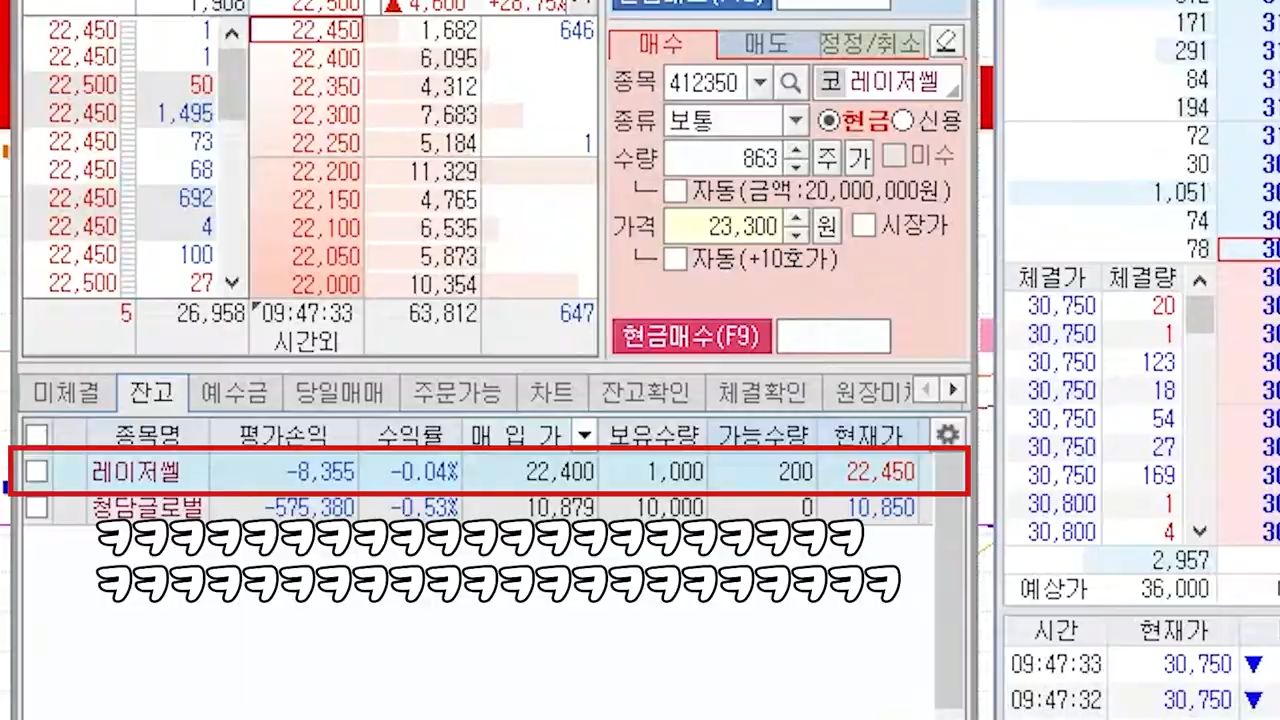 1,908 22,500 ▲ 4,600 +28.75%
22,450 1 22,450 1,682 646
22,450 1 22,400 6,095
22,500 50 22,350 4,312
22,450 1,495 22,300 7,683
22,450 73 22,250 5,184 1
22,450 68 22,200 11,329
22,450 692 22,150 4,765
22,450 4 22,100 6,535
22,450 100 22,050 5,873
22,500 27 22,000 10,354
5 26,958 09:47:33 63,812 647
시간외
매수 매도 정정/취소
종목 412350 코 레이저쎌
종류 보통 현금 신용
수량 863 주 가 미수
자동(금액:20,000,000원)
가격 23,300 원 시장가
자동(+10호가)
현금매수(F9)
미체결 잔고 예수금 당일매매 주문가능 차트 잔고확인 체결확인 원장미
종목명 평가손익 수익률 매 입 가 보유수량 가능수량 현재가
레이저쎌 -8,355 -0.04% 22,400 1,000 200 22,450
청담글로벌 -575,380 -0.53% 10,879 10,000 0 10,850
ㅋㅋㅋㅋㅋㅋㅋㅋㅋㅋㅋㅋㅋㅋㅋㅋㅋㅋㅋㅋㅋ
ㅋㅋㅋㅋㅋㅋㅋㅋㅋㅋㅋㅋㅋㅋㅋㅋㅋㅋㅋㅋㅋㅋ
171
291
84
194
72
30
1,051
74
78
체결가 체결량
30,750 20
30,750 1
30,750 123
30,750 18
30,750 54
30,750 27
30,750 169
30,800 1
30,800 4
2,957
예상가 36,000
시간 현재가
09:47:33 30,750 ▼
09:47:32 30,750 ▼